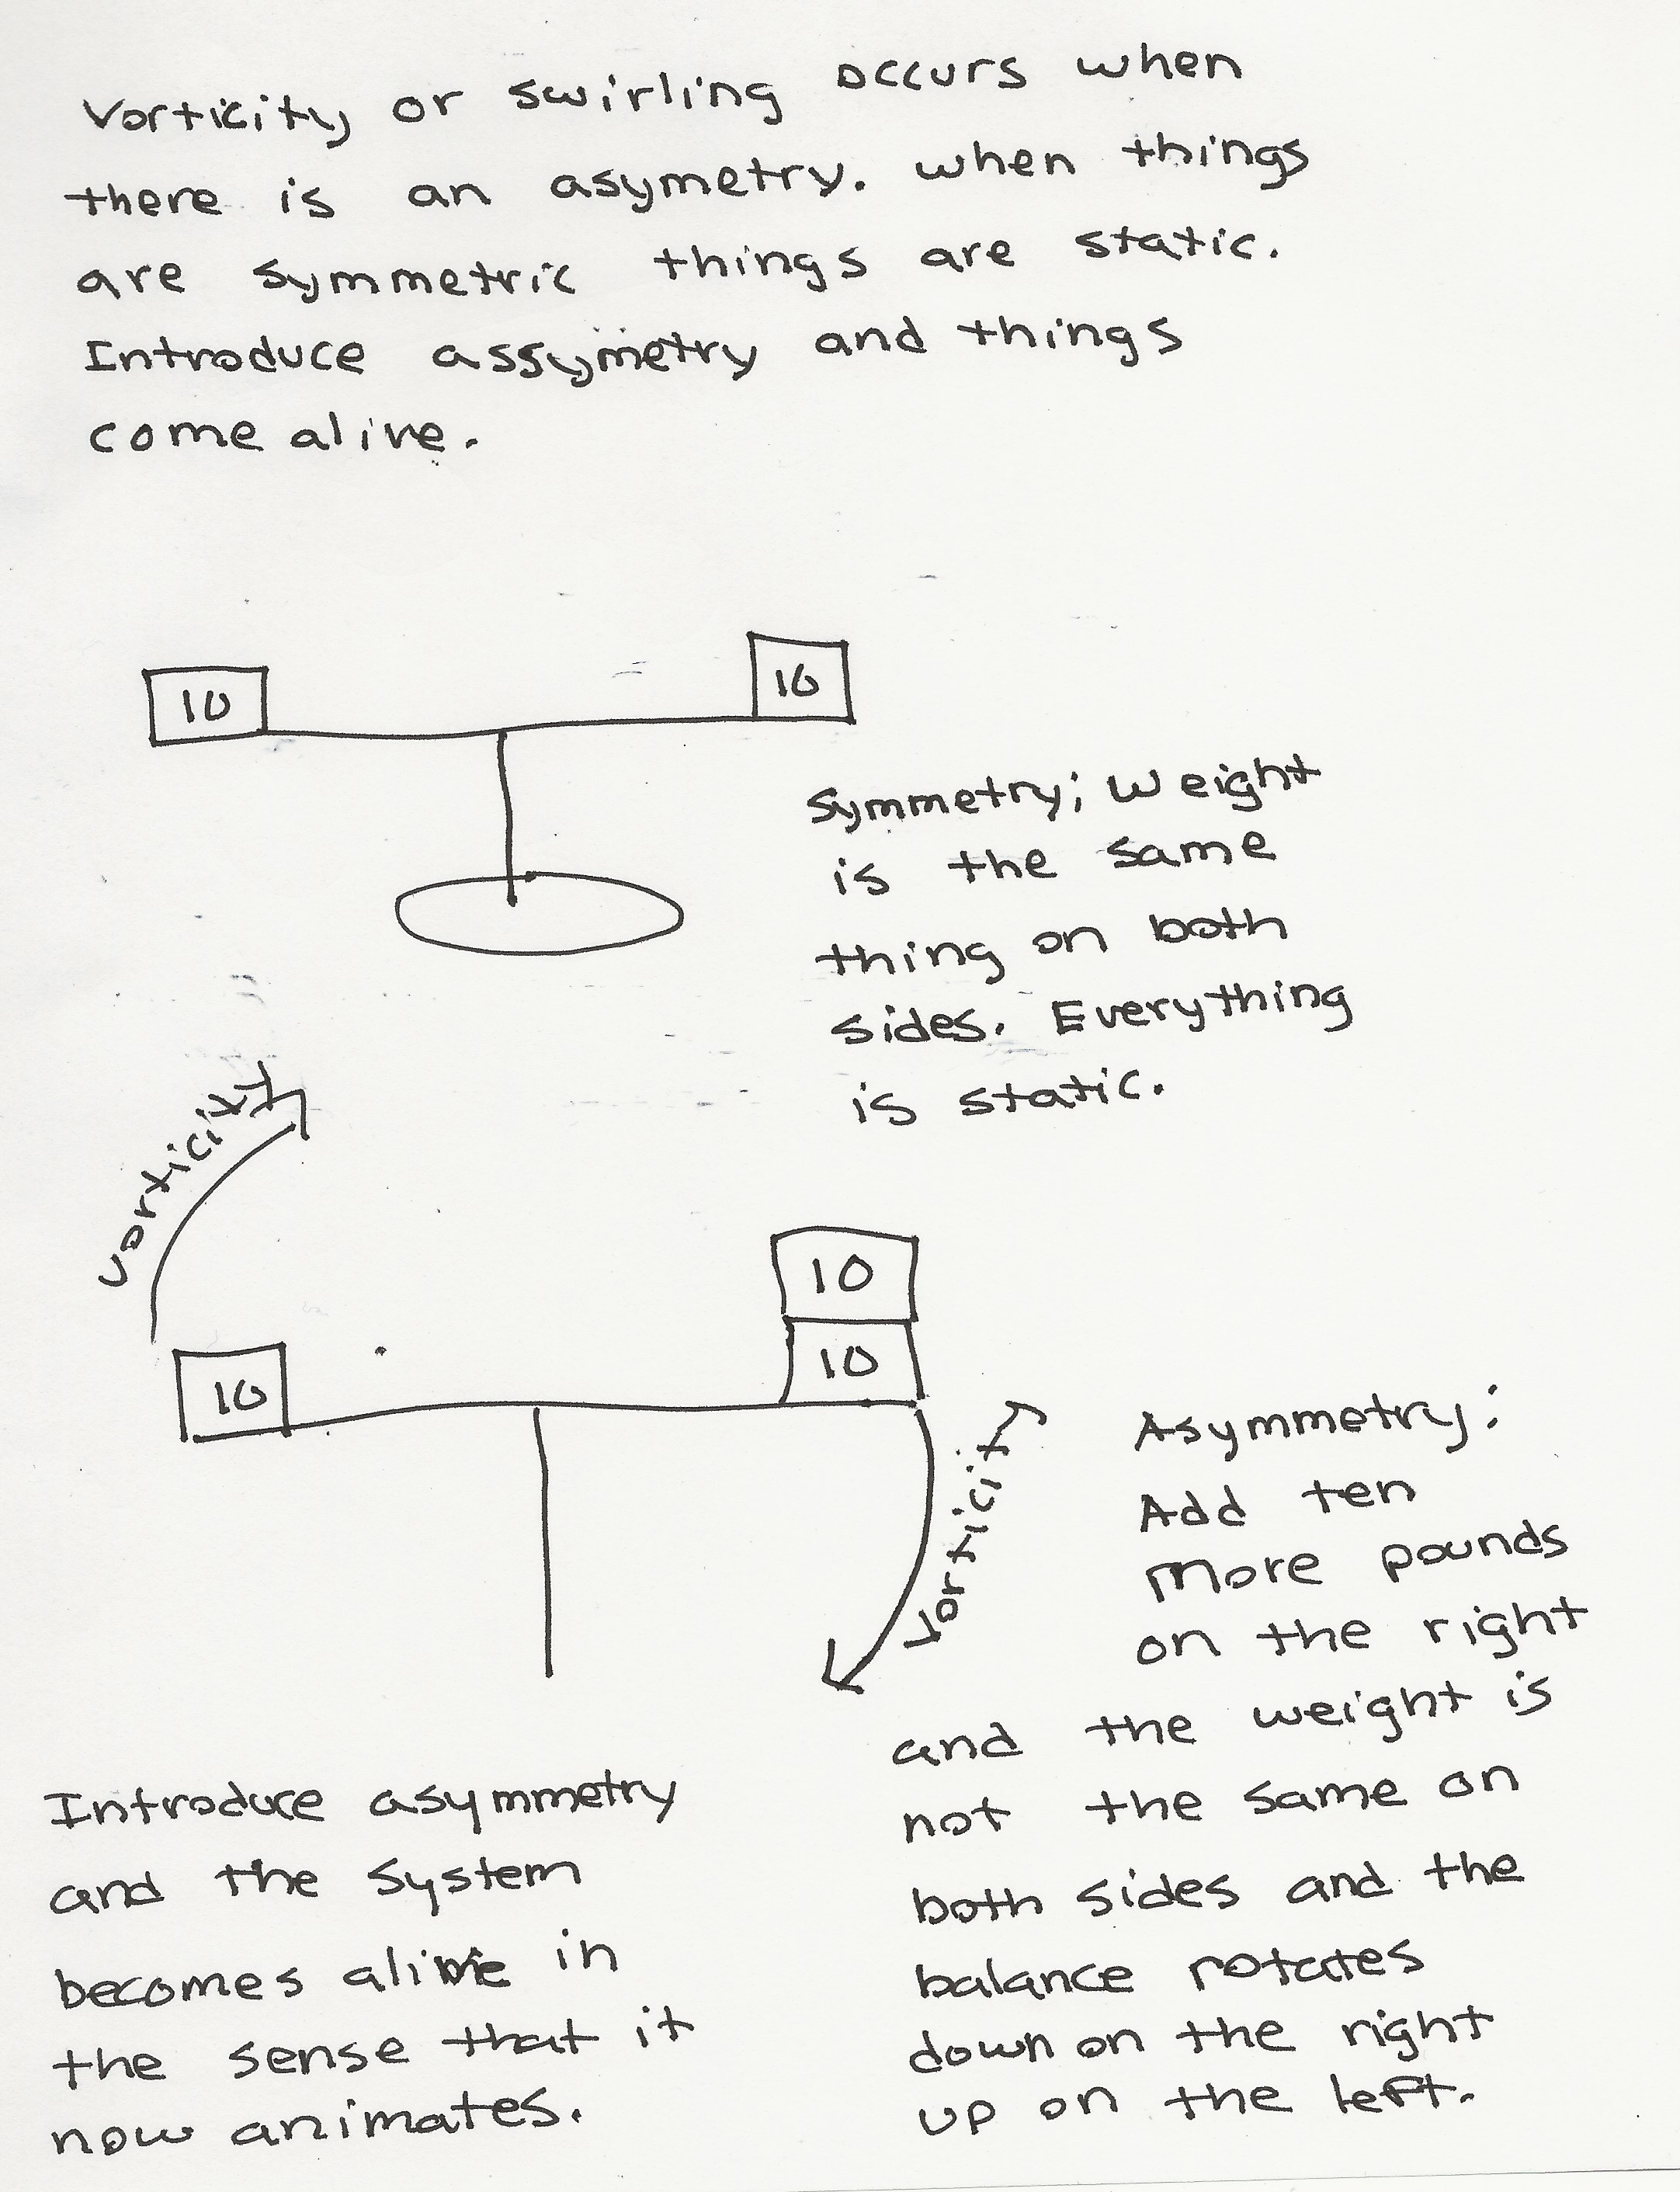 Vorticity or swirling occurs when
there is an asymetry. when things
are symmetric things are static.
Introduce assymetry and things
come alive.
10
10
Symmetry; Weight
is the same
thing on both
sides. Everything
is static.
vorticity
10
10
10
vorticity
Asymmetry:
Add ten
more pounds
on the right
and the weight is
not the same on
both sides and the
balance rotates
down on the right
up on the left.
Introduce asymmetry
and the system
becomes alive in
the sense that it
now animates.